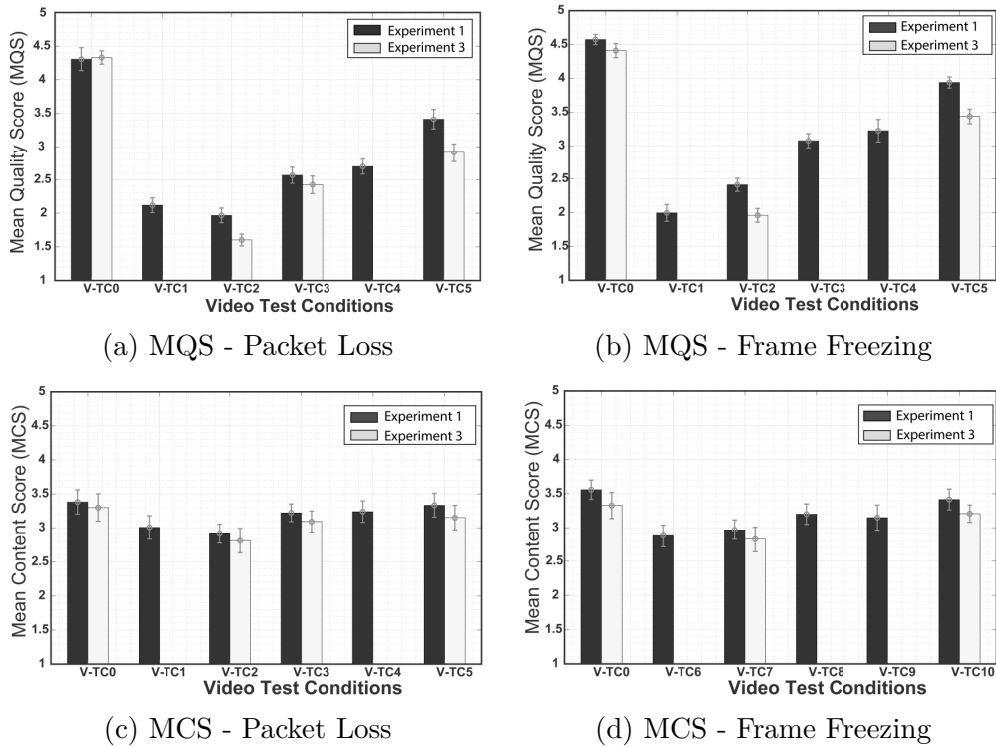 Mean Quality Score (MQS)
5
4.5
4
3.5
3
2.5
2
1.5
1
Experiment 1
Experiment 3
V-TC0 V-TC1 V-TC2 V-TC3 V-TC4 V-TC5
Video Test Conditions
(a) MQS - Packet Loss
Mean Quality Score (MQS)
5
4.5
4
3.5
3
2.5
2
1.5
1
Experiment 1
Experiment 3
V-TC0 V-TC1 V-TC2 V-TC3 V-TC4 V-TC5
Video Test Conditions
(b) MQS - Frame Freezing
Mean Content Score (MCS)
5
4.5
4
3.5
3
2.5
2
1.5
1
Experiment 1
Experiment 3
V-TC0 V-TC1 V-TC2 V-TC3 V-TC4 V-TC5
Video Test Conditions
(c) MCS - Packet Loss
Mean Content Score (MCS)
5
4.5
4
3.5
3
2.5
2
1.5
1
Experiment 1
Experiment 3
V-TC0 V-TC6 V-TC7 V-TC8 V-TC9 V-TC10
Video Test Conditions
(d) MCS - Frame Freezing